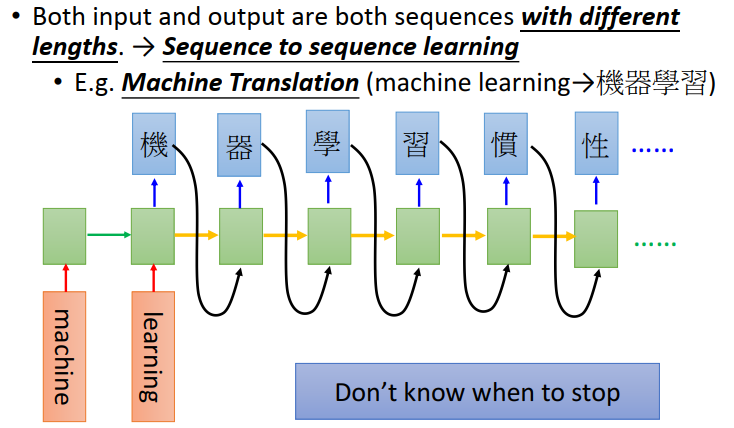 • Both input and output are both sequences with different
lengths. → Sequence to sequence learning
• E.g. Machine Translation (machine learning→機器學習)
機 器 學 習 慣 性 ……
……
machine learning
Don't know when to stop